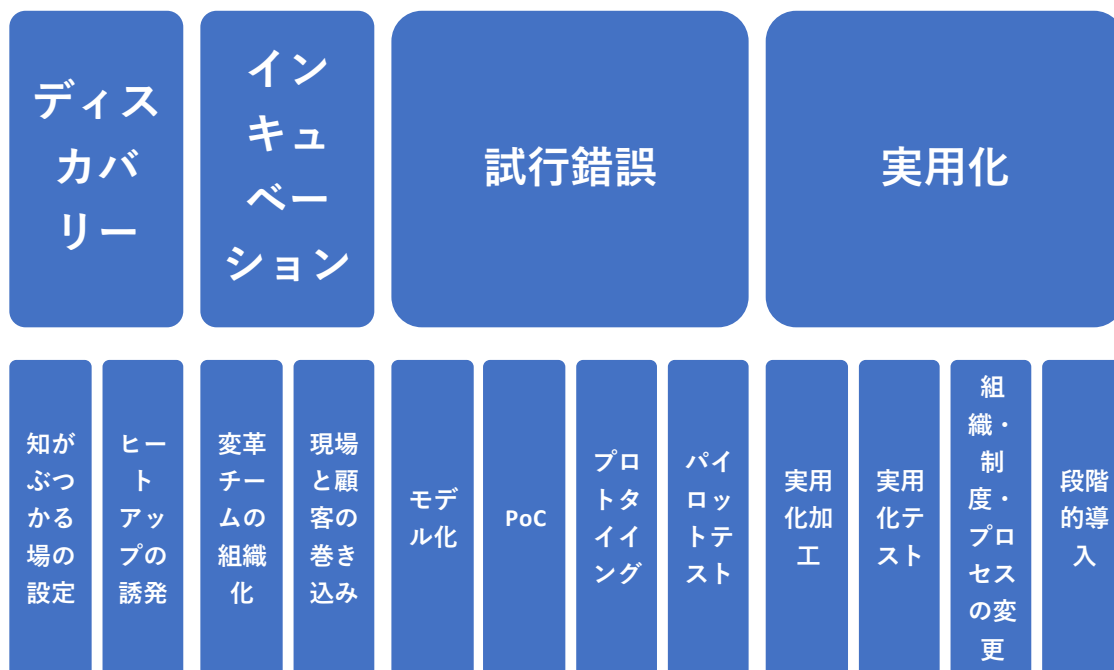 ディス
カバ
リー
イン
キュ
ベー
ション
試行錯誤
実用化
知が
ぶつ
かる
場の
設定
ヒー
ト
アッ
プの
誘発
変革
チー
ムの
組織
化
現場
と顧
客の
巻き
込み
モデ
ル化
PoC
プロ
トタ
イイ
ング
パイ
ロッ
トテ
スト
実用
化加
工
実用
化テ
スト
組
織・
制
度・
プロ
セス
の変
更
段階
的導
入